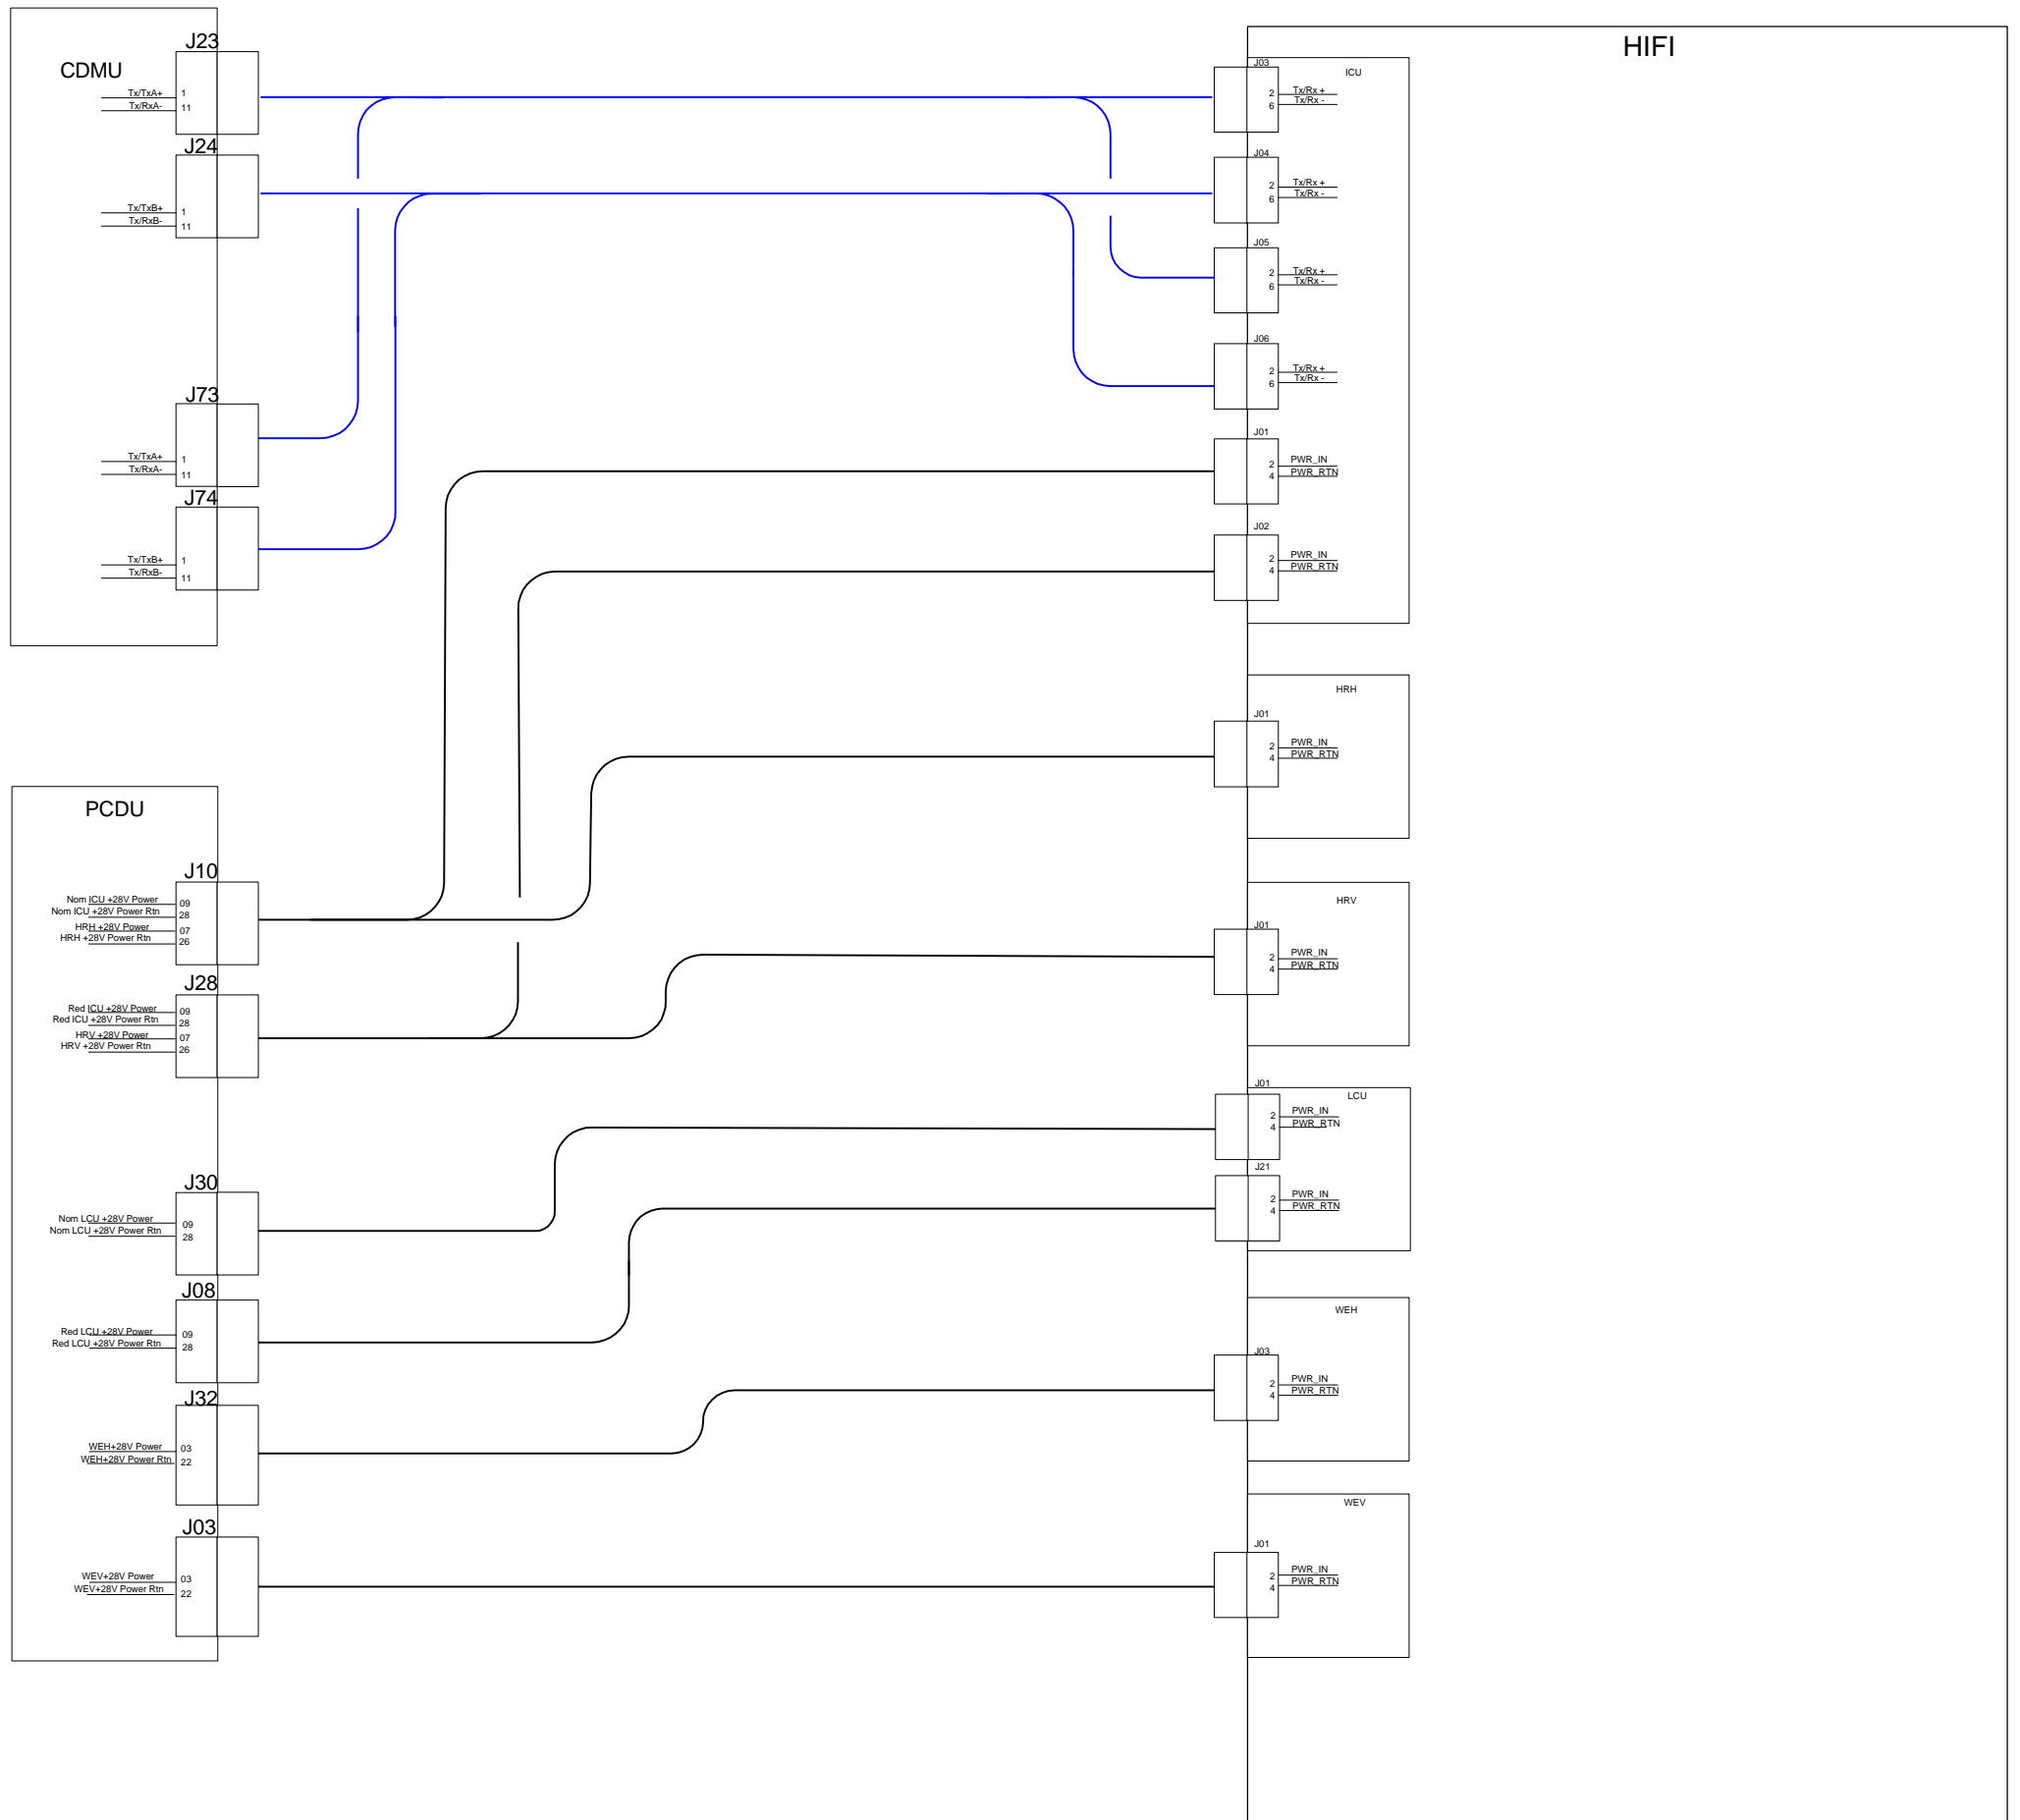 CDMU
J23
Tx/TxA+ 1
Tx/RxA- 11
J24
Tx/TxB+ 1
Tx/RxB- 11
J73
Tx/TxA+ 1
Tx/RxA- 11
J74
Tx/TxB+ 1
Tx/RxB- 11
PCDU
J10
Nom ICU +28V Power 09
Nom ICU +28V Power Rtn 28
HRH +28V Power 07
HRH +28V Power Rtn 26
J28
Red ICU +28V Power 09
Red ICU +28V Power Rtn 28
HRV +28V Power 07
HRV +28V Power Rtn 26
J30
Nom LCU +28V Power 09
Nom LCU +28V Power Rtn 28
J08
Red LCU +28V Power 09
Red LCU +28V Power Rtn 28
J32
WEH+28V Power 03
WEH+28V Power Rtn 22
J03
WEV+28V Power 03
WEV+28V Power Rtn 22
HIFI
ICU
J03
2 Tx/Rx +
6 Tx/Rx -
J04
2 Tx/Rx +
6 Tx/Rx -
J05
2 Tx/Rx +
6 Tx/Rx -
J06
2 Tx/Rx +
6 Tx/Rx -
J01
2 PWR_IN
4 PWR_RTN
J02
2 PWR_IN
4 PWR_RTN
HRH
J01
2 PWR_IN
4 PWR_RTN
HRV
J01
2 PWR_IN
4 PWR_RTN
LCU
J01
2 PWR_IN
4 PWR_RTN
J21
2 PWR_IN
4 PWR_RTN
WEH
J03
2 PWR_IN
4 PWR_RTN
WEV
J01
2 PWR_IN
4 PWR_RTN